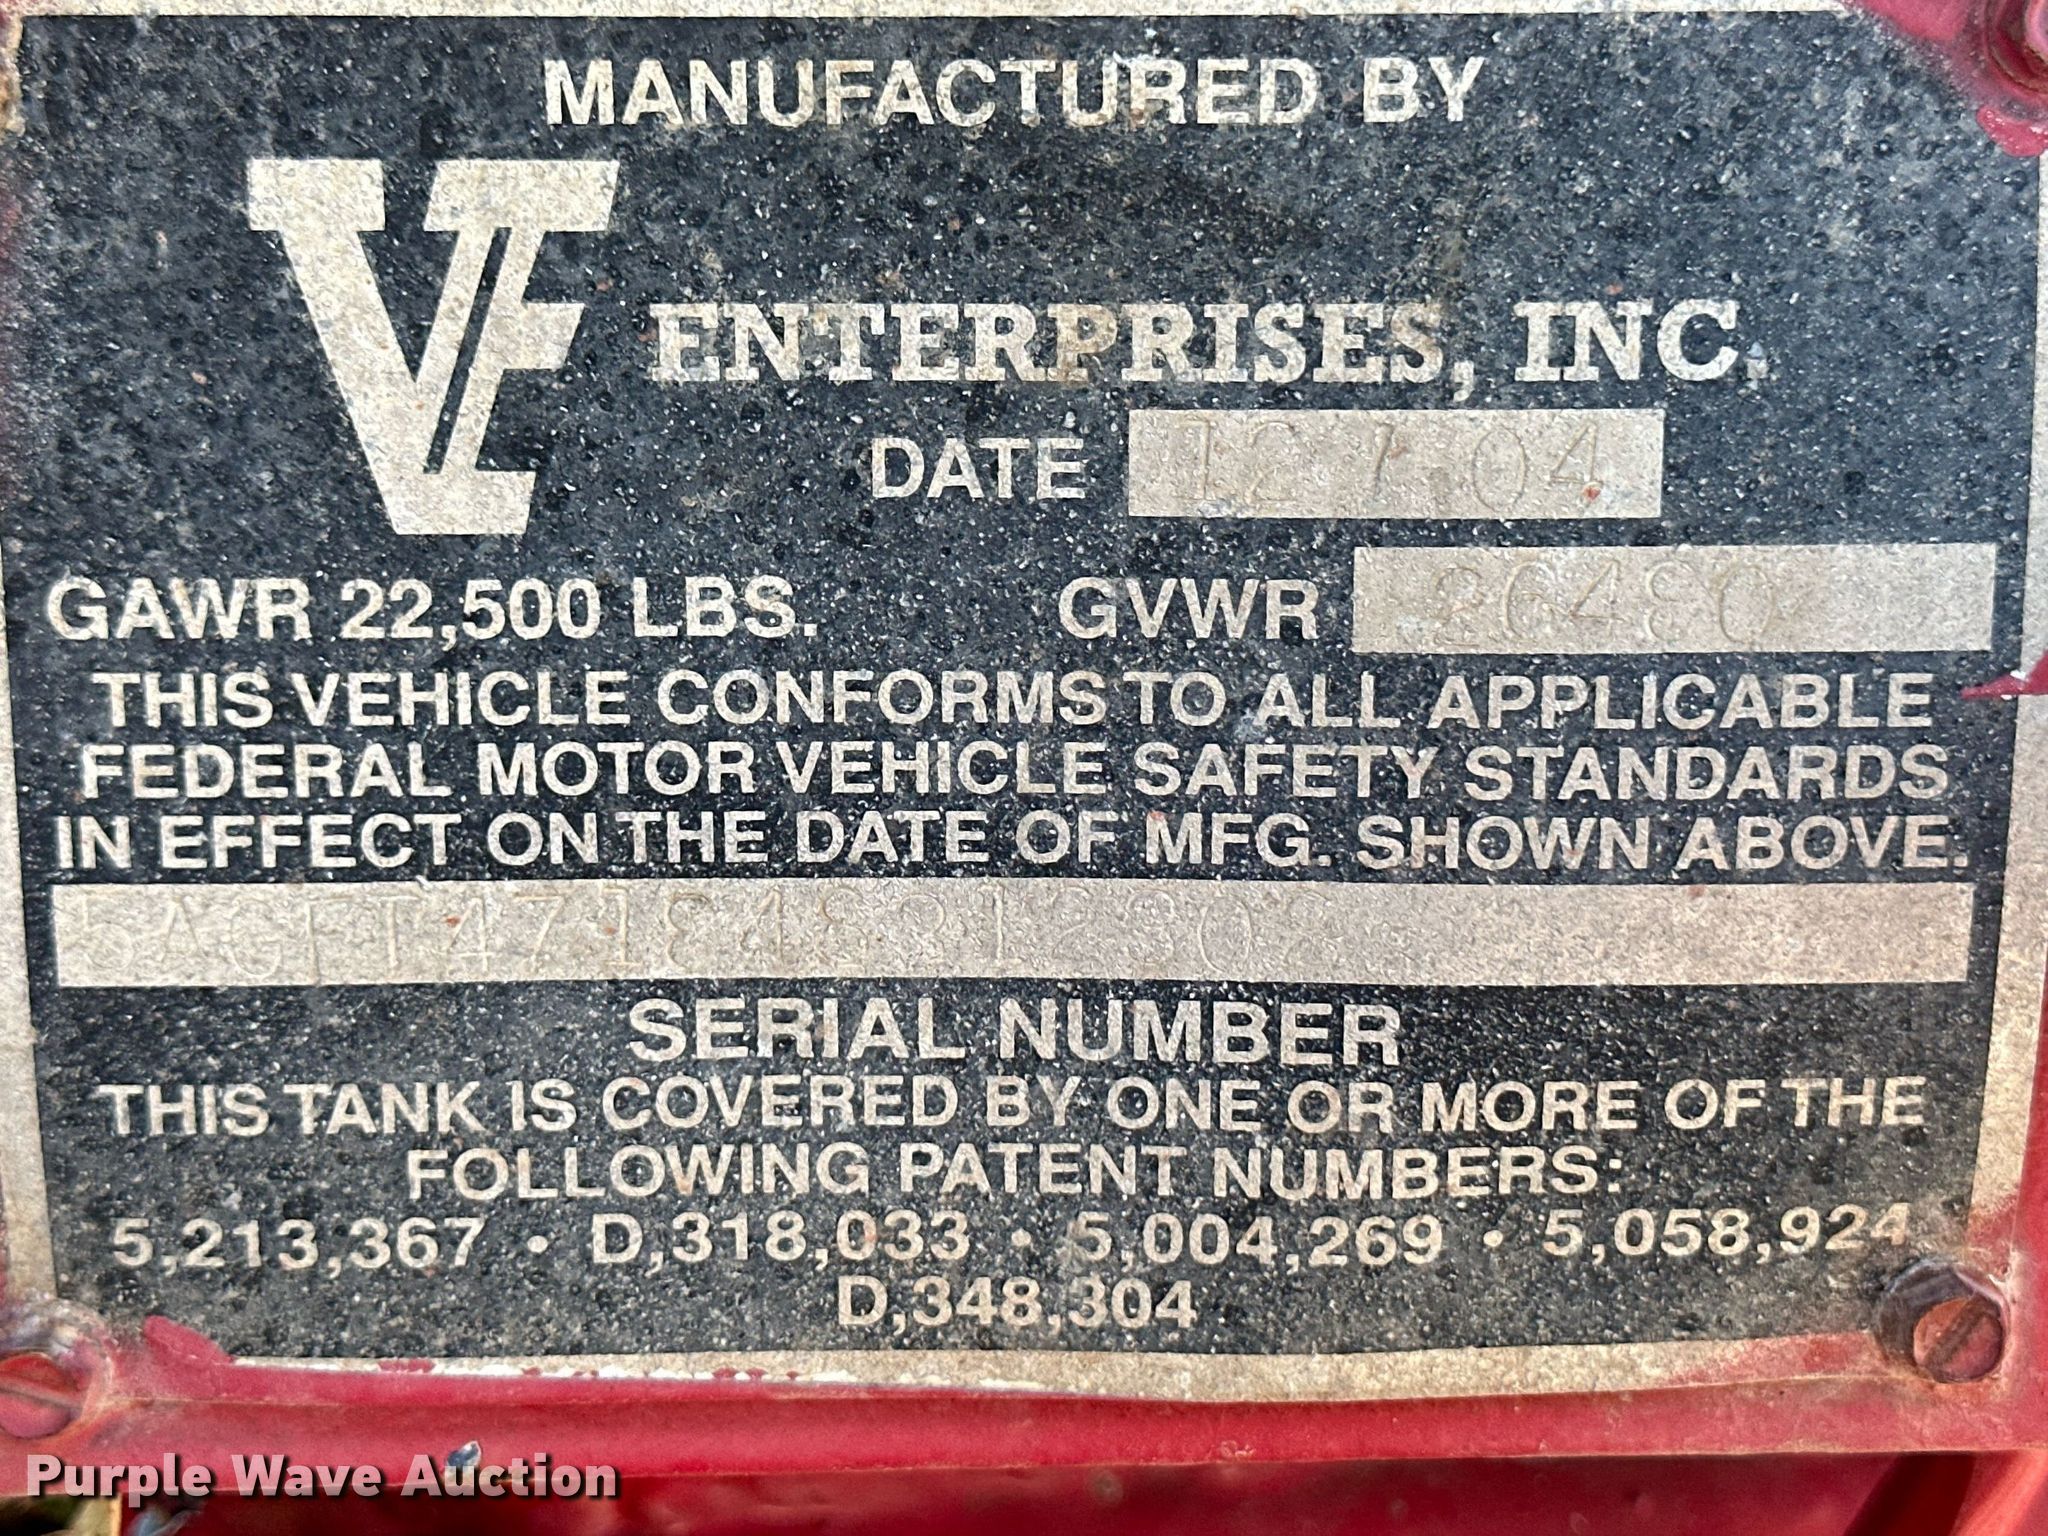 MANUFACTURED BY
VE ENTERPRISES, INC.
DATE 12 / 04
GAWR 22,500 LBS. GVWR
THIS VEHICLE CONFORMS TO ALL APPLICABLE
FEDERAL MOTOR VEHICLE SAFETY STANDARDS
IN EFFECT ON THE DATE OF MFG. SHOWN ABOVE.
SERIAL NUMBER
THIS TANK IS COVERED BY ONE OR MORE OF THE
FOLLOWING PATENT NUMBERS:
5,213,367 • D,318,033 • 5,004,269 • 5,058,924
D,348,304
Purple Wave Auction